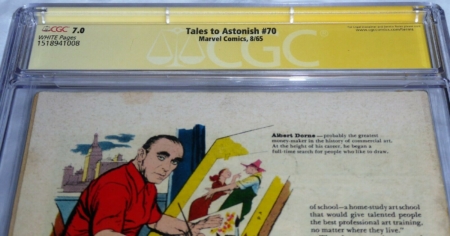 CGC 7.0
WHITE Pages
1518941008
Tales to Astonish #70
Marvel Comics, 8/65
CGC
Albert Dorne—probably the greatest
money-maker in the history of commercial art.
At the height of his career, he began a
full-time search for people who like to draw.
of school—a home-study art school
that would give talented people
the best professional art training,
no matter where they live."